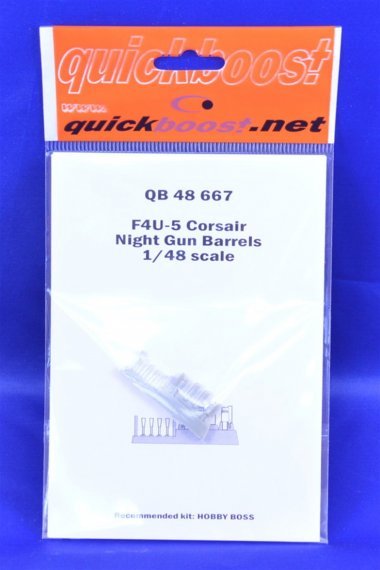 quickboost
www.
quickboost.net
QB 48 667
F4U-5 Corsair
Night Gun Barrels
1/48 scale
Recommended kit: HOBBY BOSS